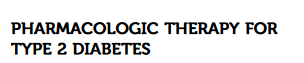 PHARMACOLOGIC THERAPY FOR
TYPE 2 DIABETES